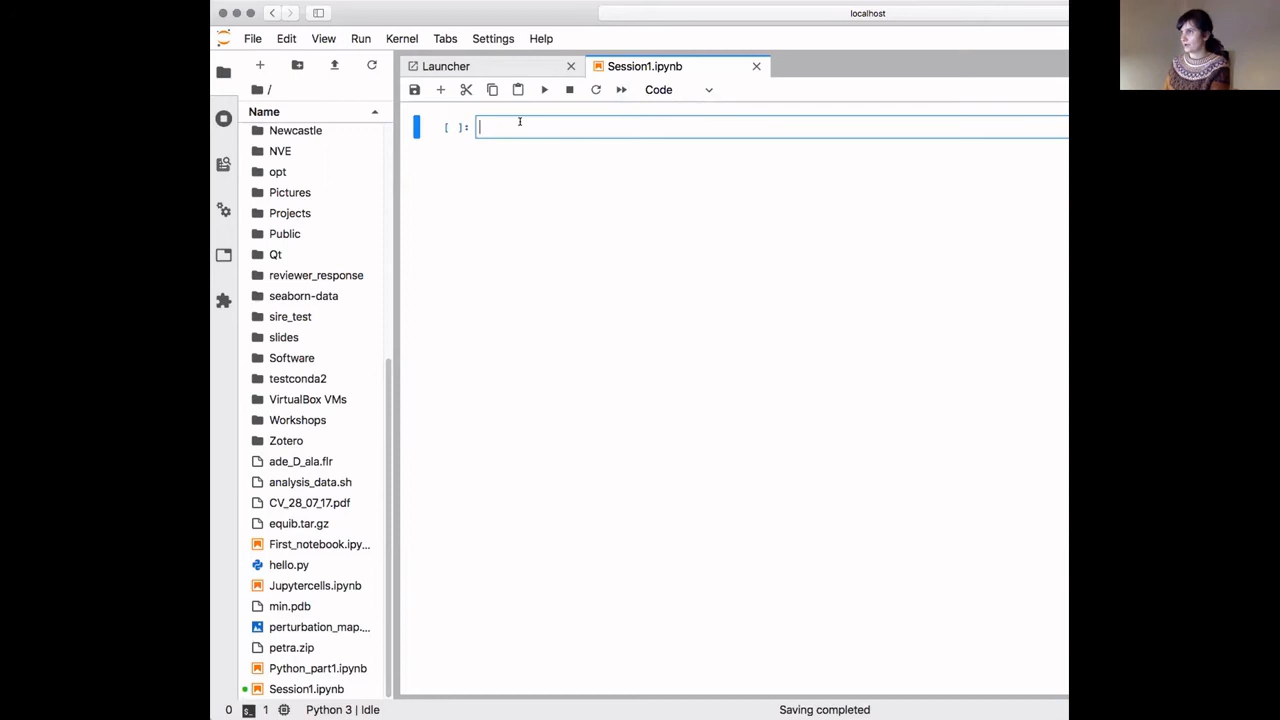 localhost
File Edit View Run Kernel Tabs Settings Help
Launcher Session1.ipynb
Code
/
Name
[ ]:
Newcastle
NVE
opt
Pictures
Projects
Public
Qt
reviewer_response
seaborn-data
sire_test
slides
Software
testconda2
VirtualBox VMs
Workshops
Zotero
ade_D_ala.flr
analysis_data.sh
CV_28_07_17.pdf
equib.tar.gz
First_notebook.ipy...
hello.py
Jupytercells.ipynb
min.pdb
perturbation_map....
petra.zip
Python_part1.ipynb
Session1.ipynb
0 1 Python 3 | Idle Saving completed